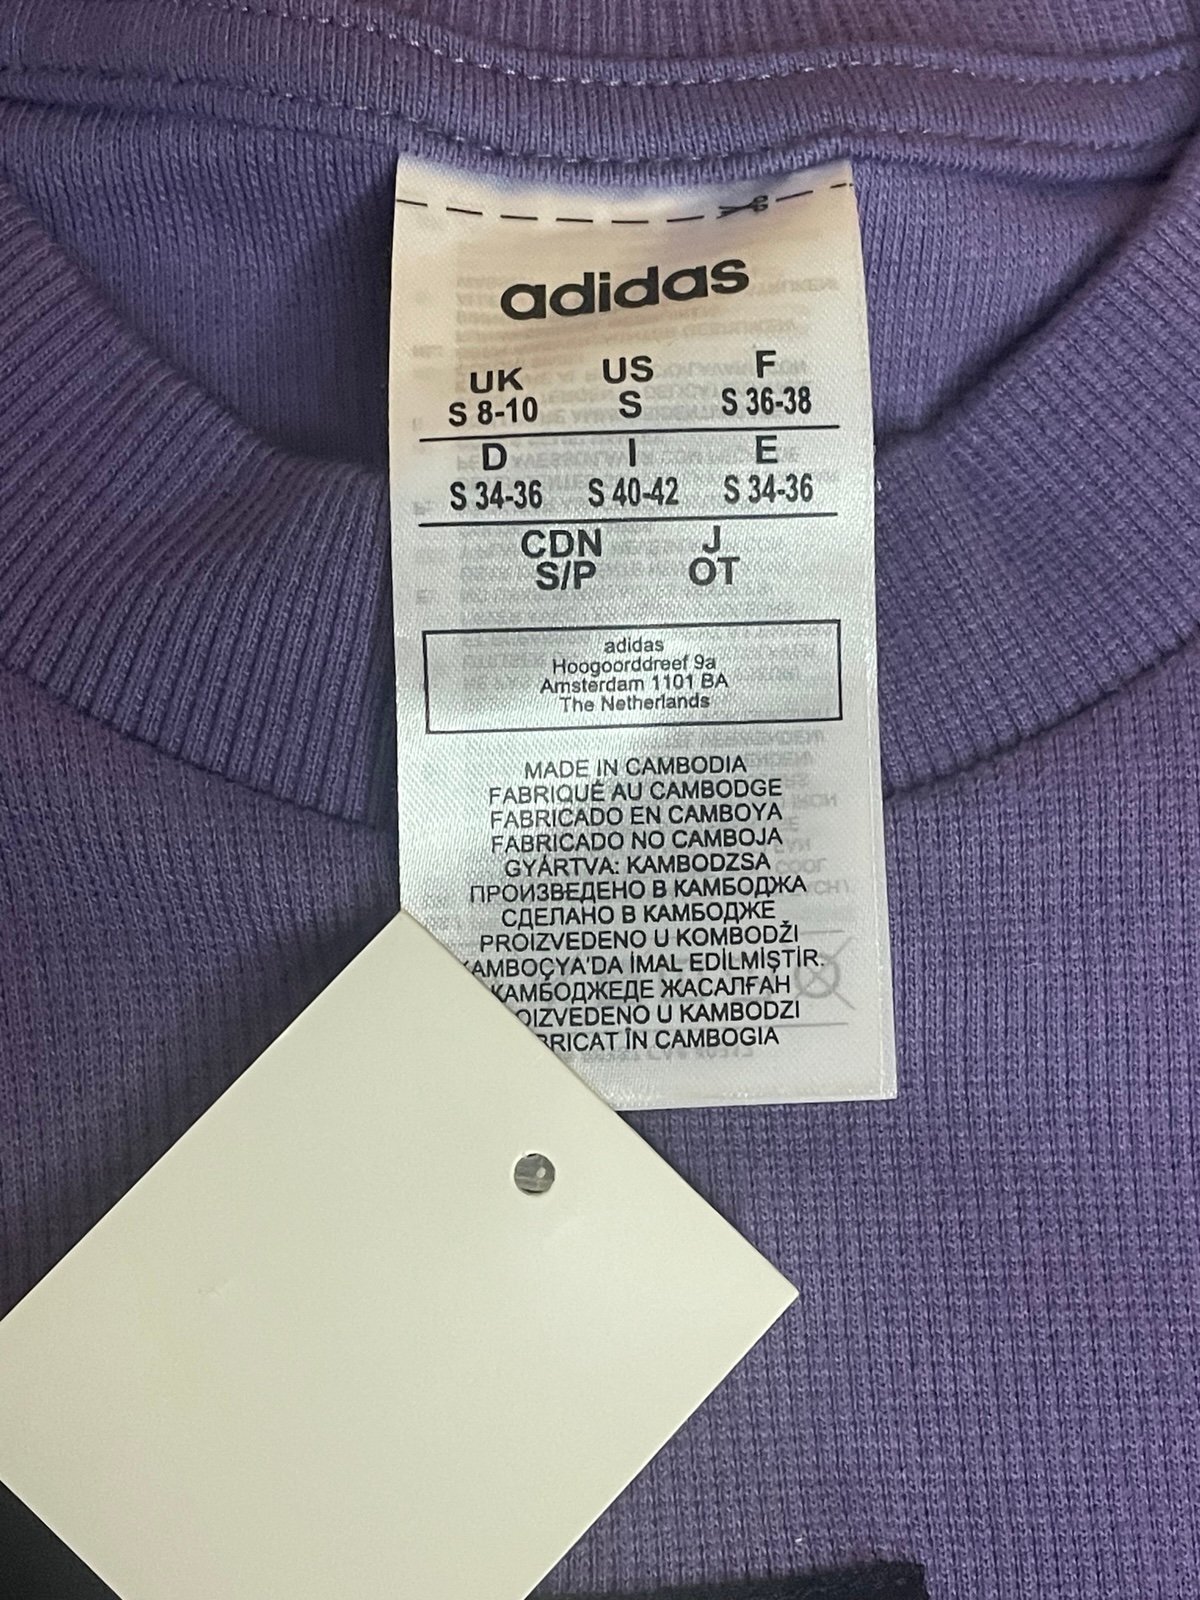 adidas
UK US F
S 8-10 S S 36-38
D I E
S 34-36 S 40-42 S 34-36
CDN J
S/P OT
adidas
Hoogoorddreef 9a
Amsterdam 1101 BA
The Netherlands
MADE IN CAMBODIA
FABRIQUÉ AU CAMBODGE
FABRICADO EN CAMBOYA
FABRICADO NO CAMBOJA
GYÁRTVA: KAMBODZSA
ПРОИЗВЕДЕНО В КАМБОДЖА
СДЕЛАНО В КАМБОДЖЕ
PROIZVEDENO U KOMBODŽI
KAMBOÇYA'DA İMAL EDİLMİŞTİR.
КАМБОДЖЕДЕ ЖАСАЛҒАН
OIZVEDENO U KAMBODZI
BRICAT ÎN CAMBOGIA